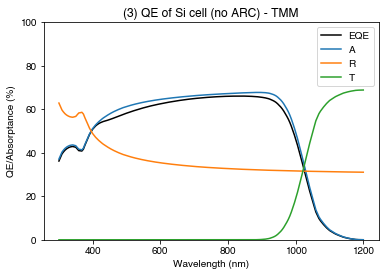 (3) QE of Si cell (no ARC) - TMM
100
80
60
40
20
0
QE/Absorptance (%)
EQE
A
R
T
400
600
800
1000
1200
Wavelength (nm)